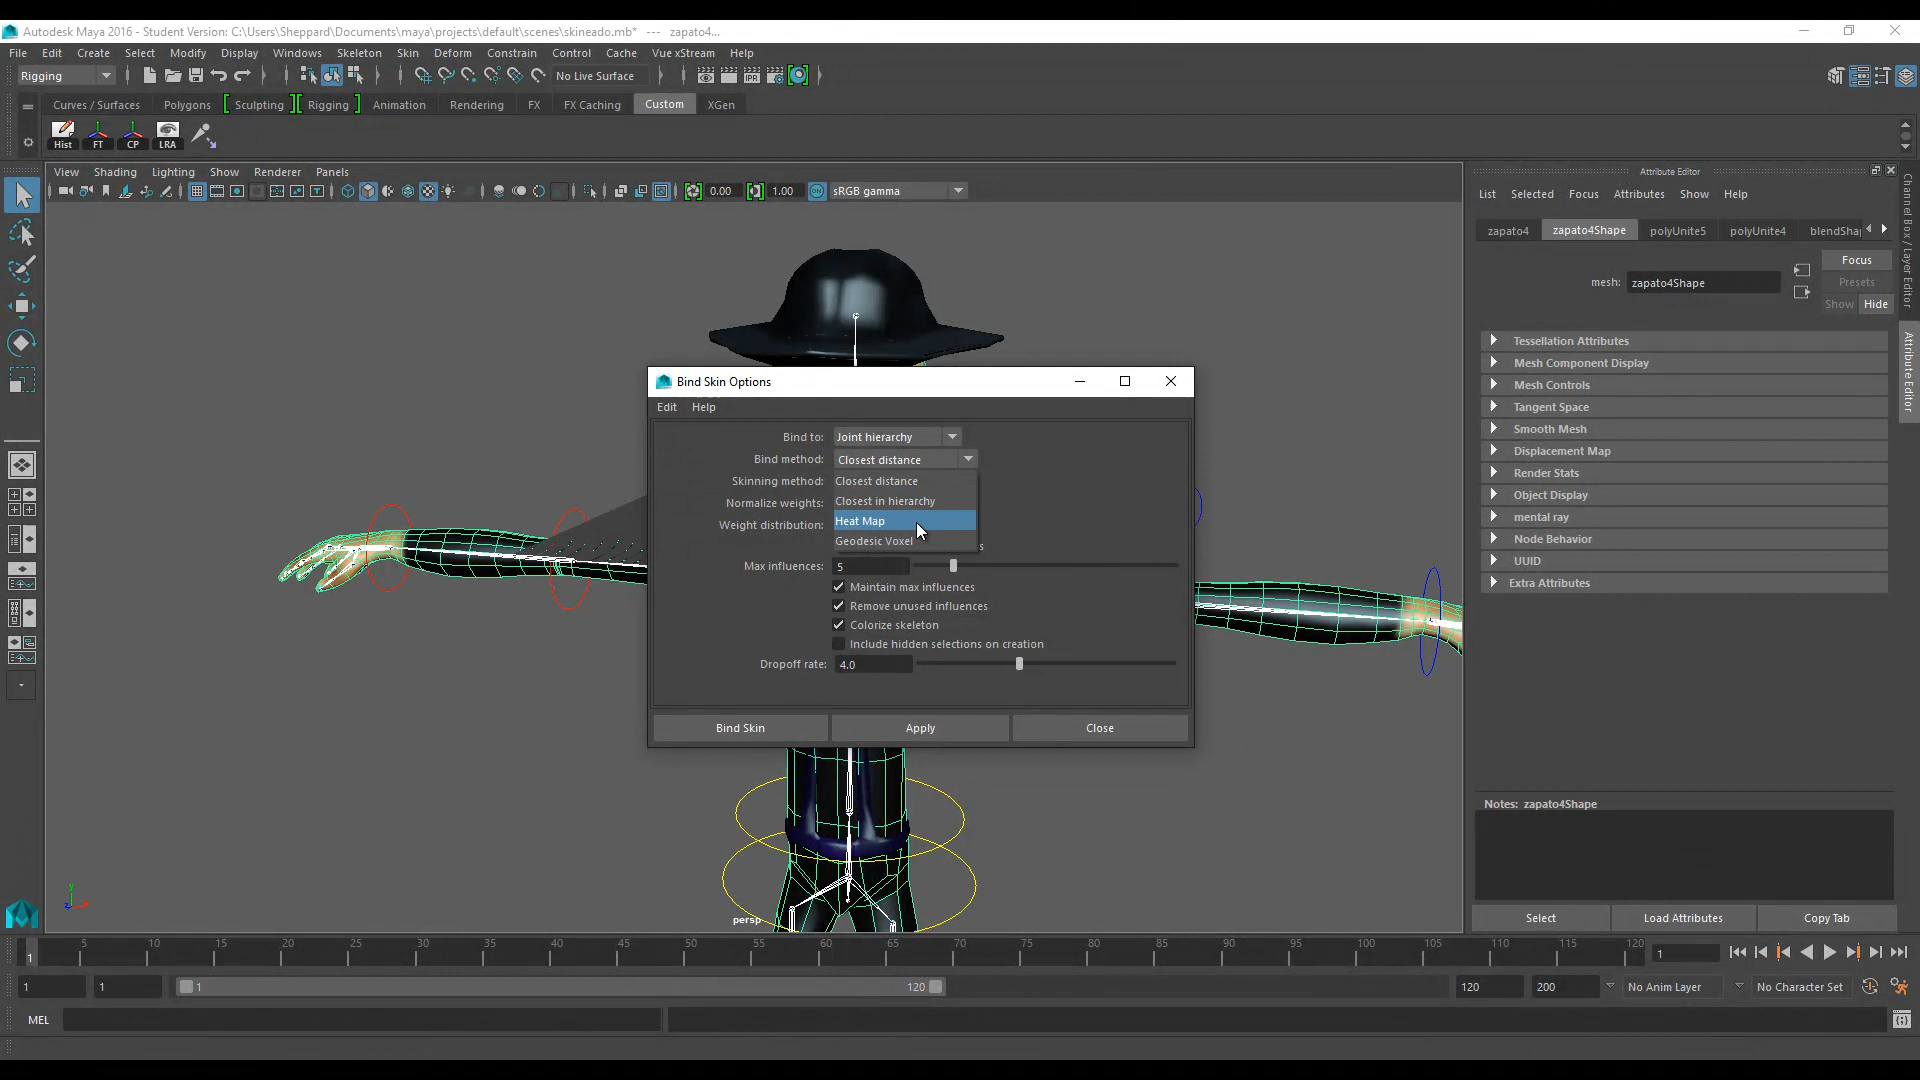 Autodesk Maya 2016 - Student Version: C:\Users\Sheppard\Documents\maya\projects\default\scenes\skineado.mb* --- zapato4...
File Edit Create Select Modify Display Windows Skeleton Skin Deform Constrain Control Cache Vue xStream Help
Rigging No Live Surface IPR
Curves / Surfaces Polygons Sculpting Rigging Animation Rendering FX FX Caching Custom XGen
Hist FT CP LRA
View Shading Lighting Show Renderer Panels
0.00 1.00 ON sRGB gamma
Attribute Editor
List Selected Focus Attributes Show Help
zapato4 zapato4Shape polyUnite5 polyUnite4 blendShap
mesh: zapato4Shape
Focus
Presets
Show Hide
Tessellation Attributes
Mesh Component Display
Mesh Controls
Tangent Space
Smooth Mesh
Displacement Map
Render Stats
Object Display
mental ray
Node Behavior
UUID
Extra Attributes
Notes: zapato4Shape
Select Load Attributes Copy Tab
Channel Box / Layer Editor
Attribute Editor
Bind Skin Options
Edit Help
Bind to: Joint hierarchy
Bind method: Closest distance
Skinning method: Closest distance
Normalize weights: Closest in hierarchy
Weight distribution: Heat Map
Geodesic Voxel s
Max influences: 5
Maintain max influences
Remove unused influences
Colorize skeleton
Include hidden selections on creation
Dropoff rate: 4.0
Bind Skin Apply Close
y
z
persp
1 5 10 15 20 25 30 35 40 45 50 55 60 65 70 75 80 85 90 95 100 105 110 115 120 1
1 1 1 120 120 200 No Anim Layer No Character Set
MEL